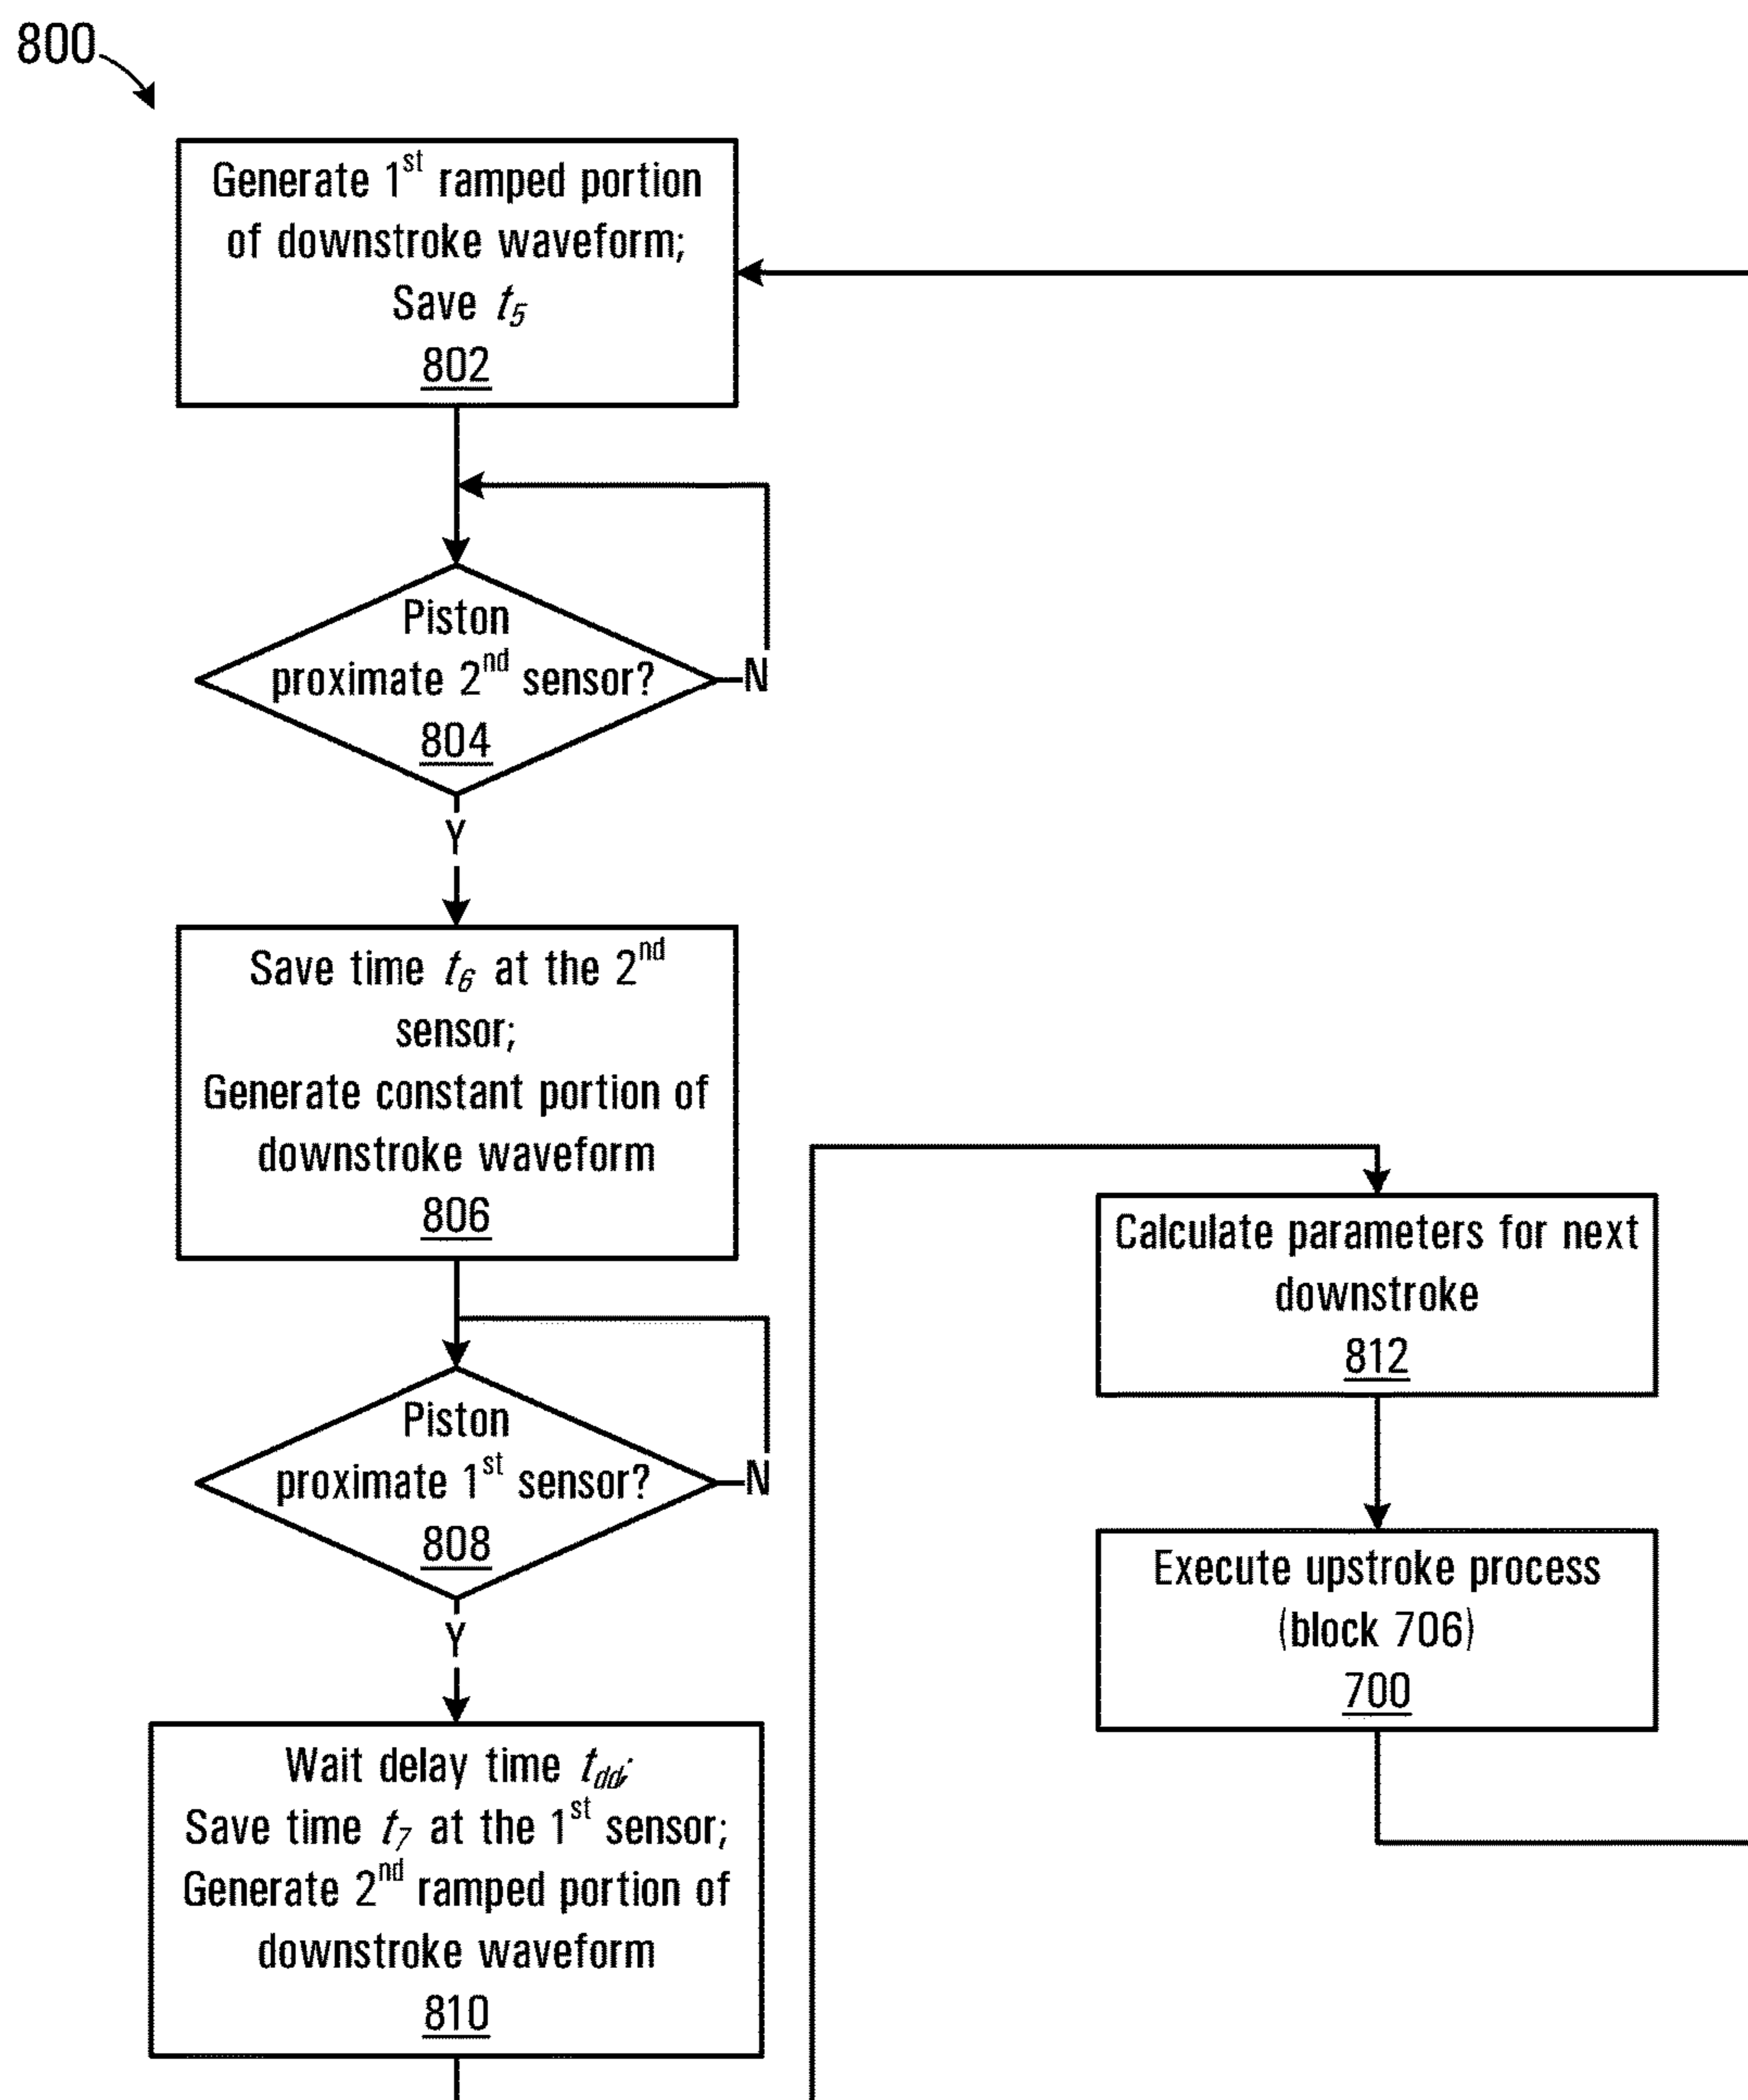 800
Generate 1st ramped portion
of downstroke waveform;
Save t5
802
Piston
proximate 2nd sensor?
804
N
Y
Save time t6 at the 2nd
sensor;
Generate constant portion of
downstroke waveform
806
Piston
proximate 1st sensor?
808
N
Y
Wait delay time tdd;
Save time t7 at the 1st sensor;
Generate 2nd ramped portion of
downstroke waveform
810
Calculate parameters for next
downstroke
812
Execute upstroke process
(block 706)
700